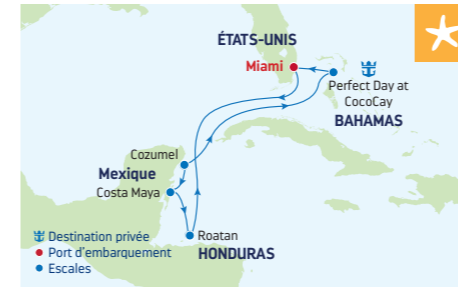 ÉTATS-UNIS
Miami
Perfect Day at
CocoCay
BAHAMAS
Cozumel
Mexique
Costa Maya
Roatan
HONDURAS
Destination privée
Port d'embarquement
Escales